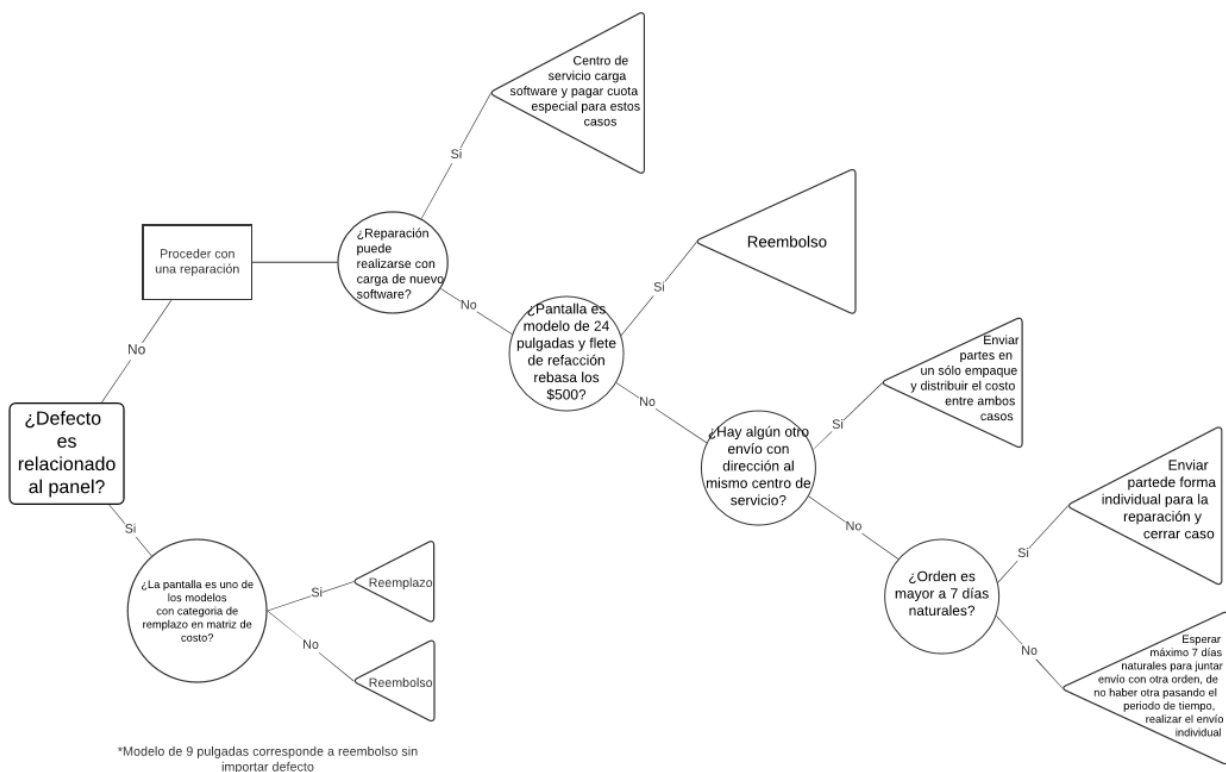 Centro de
servicio carga
software y pagar cuota
especial para estos
casos
Si
¿Reparación
puede
realizarse con
carga de nuevo
software?
Proceder con
una reparación
Reembolso
Si
No
¿Pantalla es
modelo de 24
pulgadas y flete
de refacción
rebasa los
$500?
No
Enviar
partes en
un sólo empaque
y distribuir el costo
entre ambos
casos
Si
No
¿Defecto
es
relacionado
al panel?
¿Hay algún otro
envío con
dirección al
mismo centro de
servicio?
Enviar
partede forma
individual para la
reparación y
cerrar caso
Si
No
Si
¿La pantalla es uno de
los modelos
con categoria de
remplazo en matriz de
costo?
Si
Reemplazo
No
Reembolso
¿Orden es
mayor a 7 días
naturales?
No
Esperar
máximo 7 días
naturales para juntar
envío con otra orden, de
no haber otra pasando el
periodo de tiempo,
realizar el envío
individual
*Modelo de 9 pulgadas corresponde a reembolso sin
importar defecto